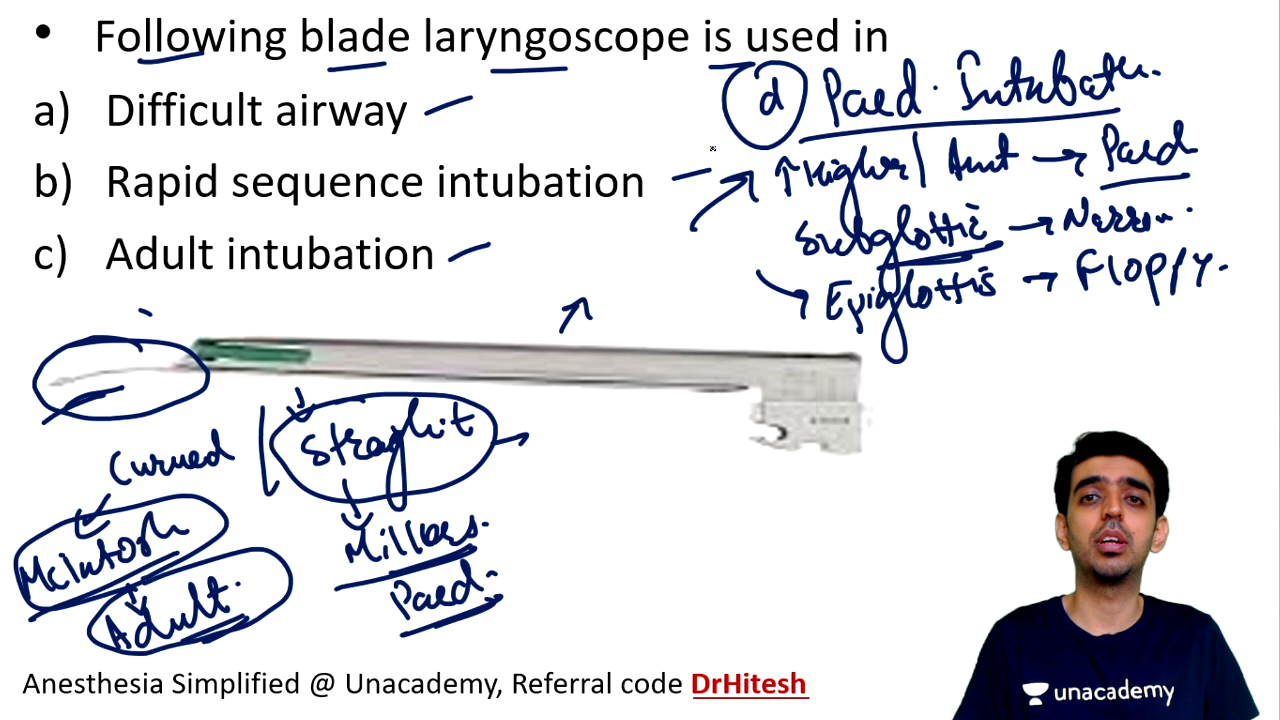 • Following blade laryngoscope is used in
a) Difficult airway
b) Rapid sequence intubation
c) Adult intubation
d Paed. Intubatn.
↑Higher/ Ant → Paed
Subglottic → Narrow.
Epiglottis → Floppy.
Curved
Straghit
McIntosh
Adult.
Millers.
Paed.
unacademy
Anesthesia Simplified @ Unacademy, Referral code DrHitesh